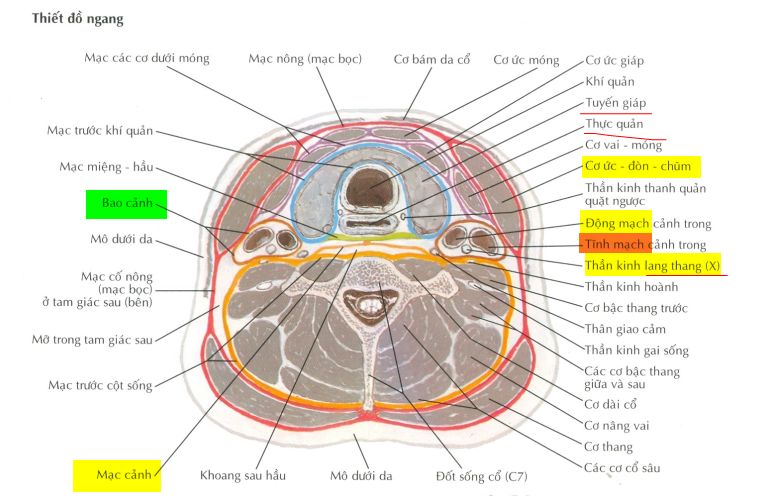 Thiết đồ ngang
Mạc các cơ dưới móng
Mạc nông (mạc bọc)
Cơ bám da cổ
Cơ ức móng
Mạc trước khí quản
Mạc miệng - hầu
Bao cảnh
Mô dưới da
Mạc cổ nông
(mạc bọc)
ở tam giác sau (bên)
Mỡ trong tam giác sau
Mạc trước cột sống
Mạc cảnh
Khoang sau hầu
Mô dưới da
Đốt sống cổ (C7)
Cơ ức giáp
Khí quản
Tuyến giáp
Thực quản
Cơ vai - móng
Cơ ức - đòn - chũm
Thần kinh thanh quản
quặt ngược
Động mạch cảnh trong
Tĩnh mạch cảnh trong
Thần kinh lang thang (X)
Thần kinh hoành
Cơ bậc thang trước
Thân giao cảm
Thần kinh gai sống
Các cơ bậc thang
giữa và sau
Cơ dài cổ
Cơ nâng vai
Cơ thang
Các cơ cổ sâu